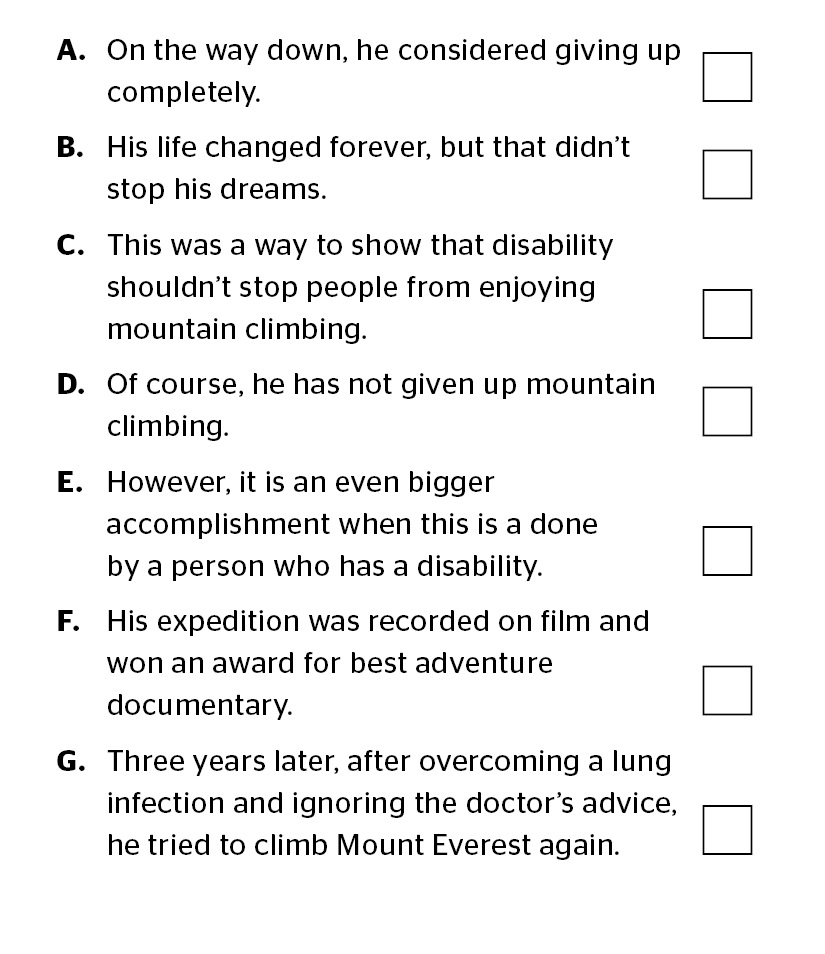 A. On the way down, he considered giving up
completely.
B. His life changed forever, but that didn’t
stop his dreams.
C. This was a way to show that disability
shouldn’t stop people from enjoying
mountain climbing.
D. Of course, he has not given up mountain
climbing.
E. However, it is an even bigger
accomplishment when this is a done
by a person who has a disability.
F. His expedition was recorded on film and
won an award for best adventure
documentary.
G. Three years later, after overcoming a lung
infection and ignoring the doctor’s advice,
he tried to climb Mount Everest again.